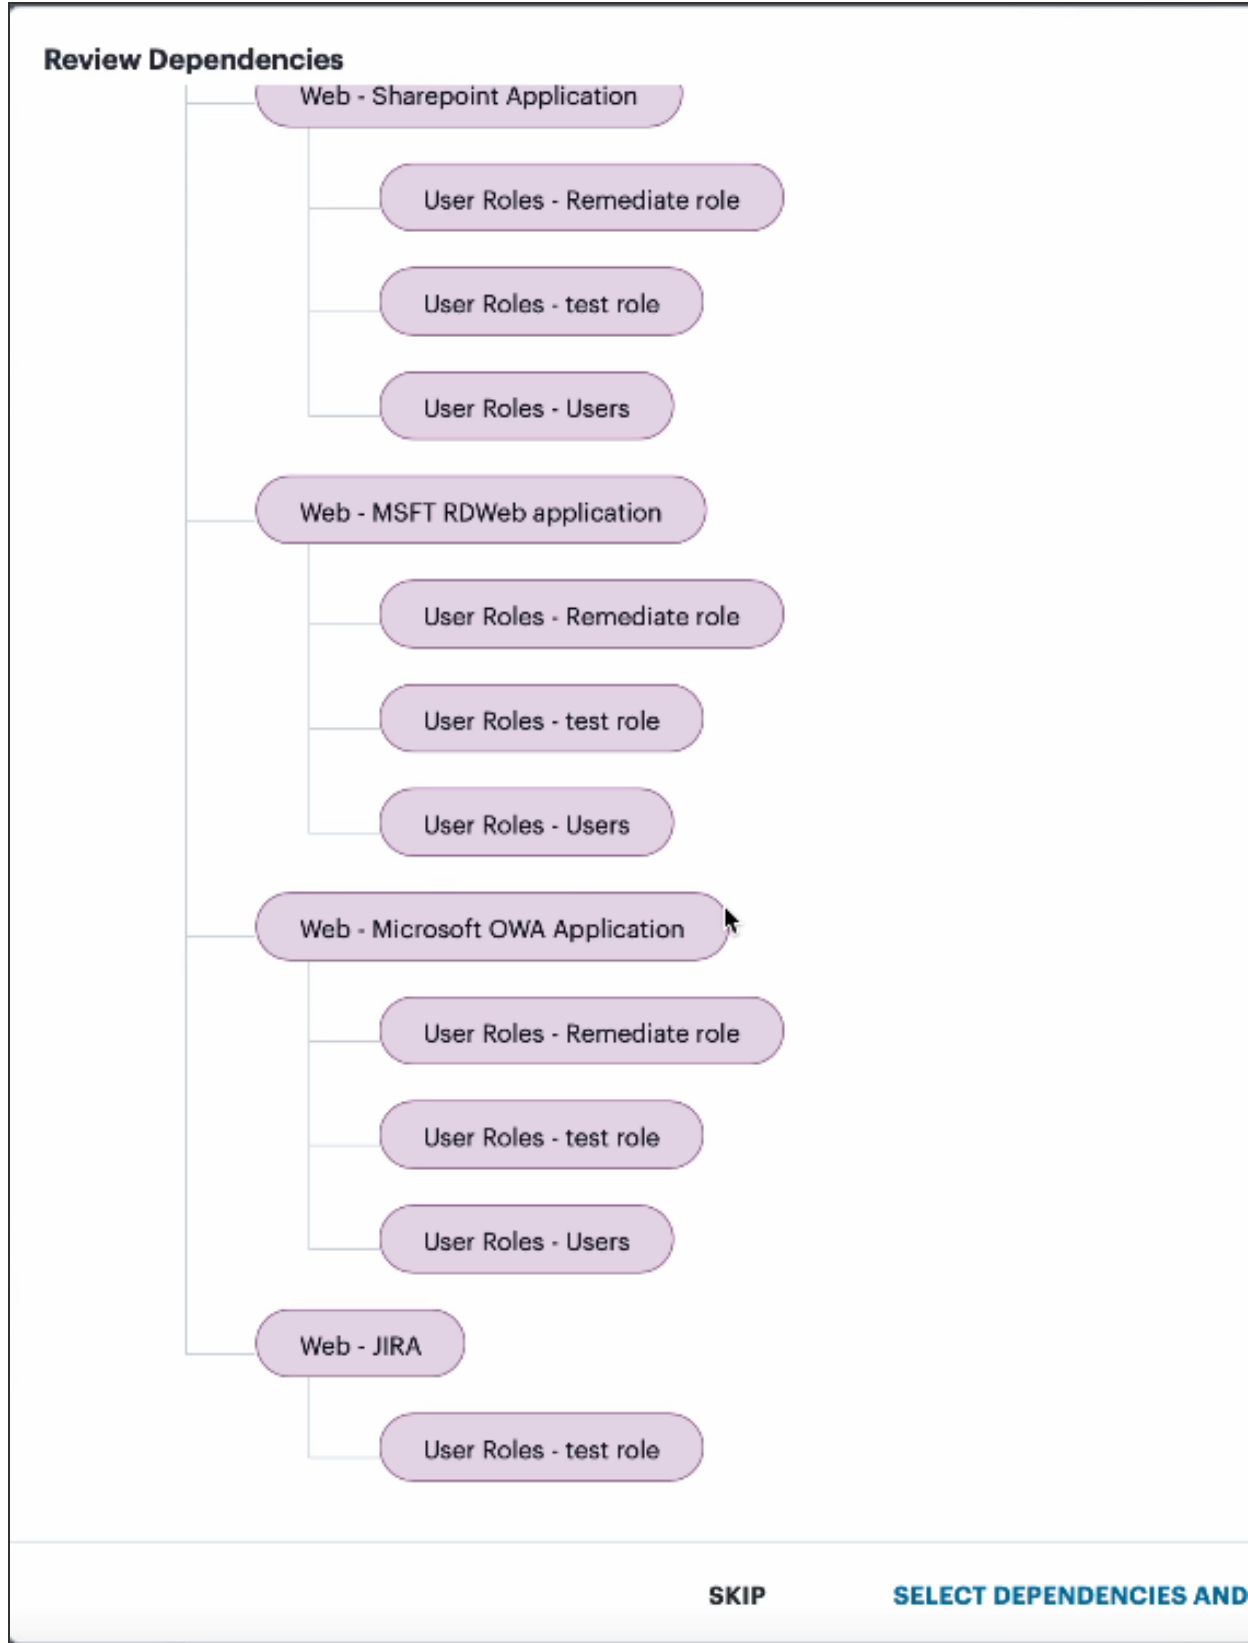 Review Dependencies
Web - Sharepoint Application
User Roles - Remediate role
User Roles - test role
User Roles - Users
Web - MSFT RDWeb application
User Roles - Remediate role
User Roles - test role
User Roles - Users
Web - Microsoft OWA Application
User Roles - Remediate role
User Roles - test role
User Roles - Users
Web - JIRA
User Roles - test role
SKIP
SELECT DEPENDENCIES AND